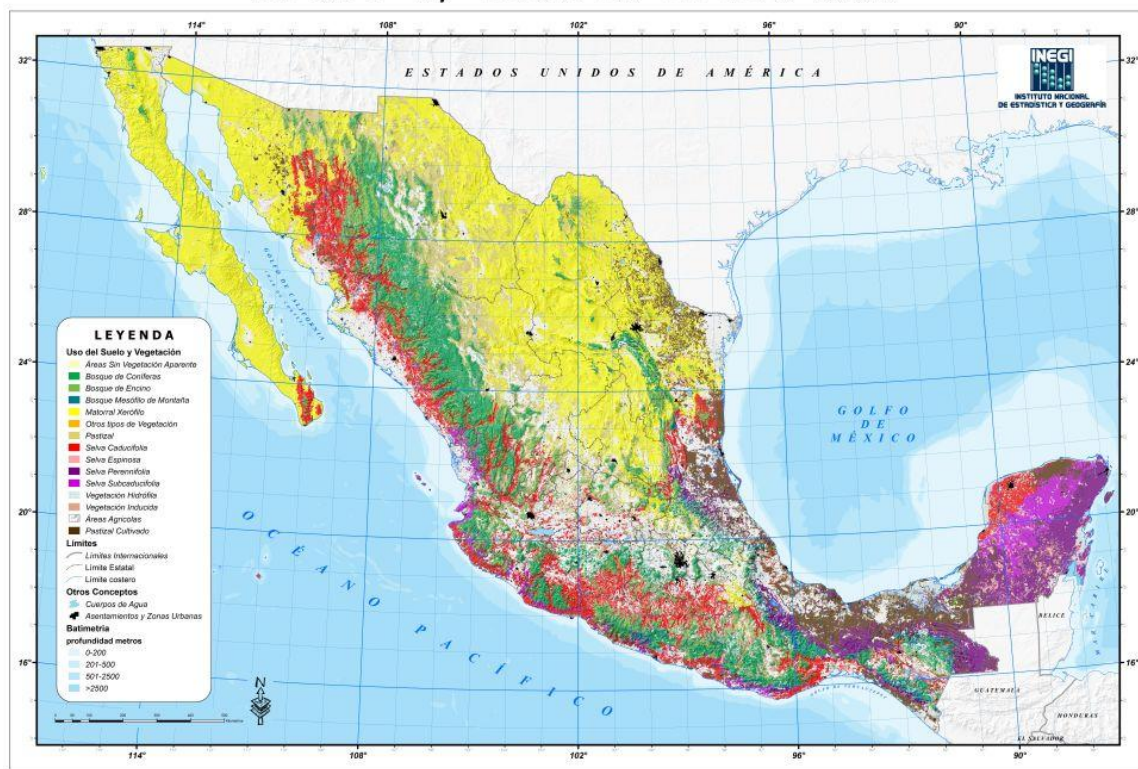 114°
108°
102°
96°
90°
32°
32°
ESTADOS UNIDOS DE AMÉRICA
INEGI
INSTITUTO NACIONAL
DE ESTADÍSTICA Y GEOGRAFÍA
28°
28°
GOLFO DE CALIFORNIA
LEYENDA
Uso del Suelo y Vegetación
Áreas Sin Vegetación Aparente
Bosque de Coníferas
Bosque de Encino
Bosque Mesófilo de Montaña
Matorral Xerófilo
Otros tipos de Vegetación
Pastizal
Selva Caducifolia
Selva Espinosa
Selva Perennifolia
Selva Subcaducifolia
Vegetación Hidrófila
Vegetación Inducida
Áreas Agrícolas
Pastizal Cultivado
Límites
Límites Internacionales
Límite Estatal
Límite costero
Otros Conceptos
Cuerpos de Agua
Asentamientos y Zonas Urbanas
Batimetría
profundidad metros
0-200
201-500
501-2500
>2500
24°
24°
GOLFO
DE
MÉXICO
20°
20°
OCÉANO PACÍFICO
BELICE
16°
16°
GUATEMALA
HONDURAS
EL SALVADOR
N
114°
108°
102°
96°
90°